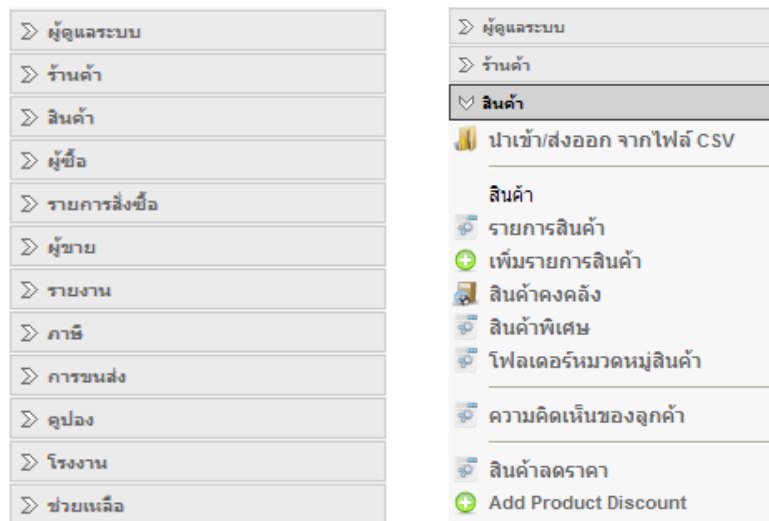 ผู้ดูแลระบบ
ร้านค้า
สินค้า
ผู้ซื้อ
รายการสั่งซื้อ
ผู้ขาย
รายงาน
ภาษี
การขนส่ง
คูปอง
โรงงาน
ช่วยเหลือ
ผู้ดูแลระบบ
ร้านค้า
สินค้า
นำเข้า/ส่งออก จากไฟล์ CSV
สินค้า
รายการสินค้า
เพิ่มรายการสินค้า
สินค้าคงคลัง
สินค้าพิเศษ
โฟลเดอร์หมวดหมู่สินค้า
ความคิดเห็นของลูกค้า
สินค้าลดราคา
Add Product Discount